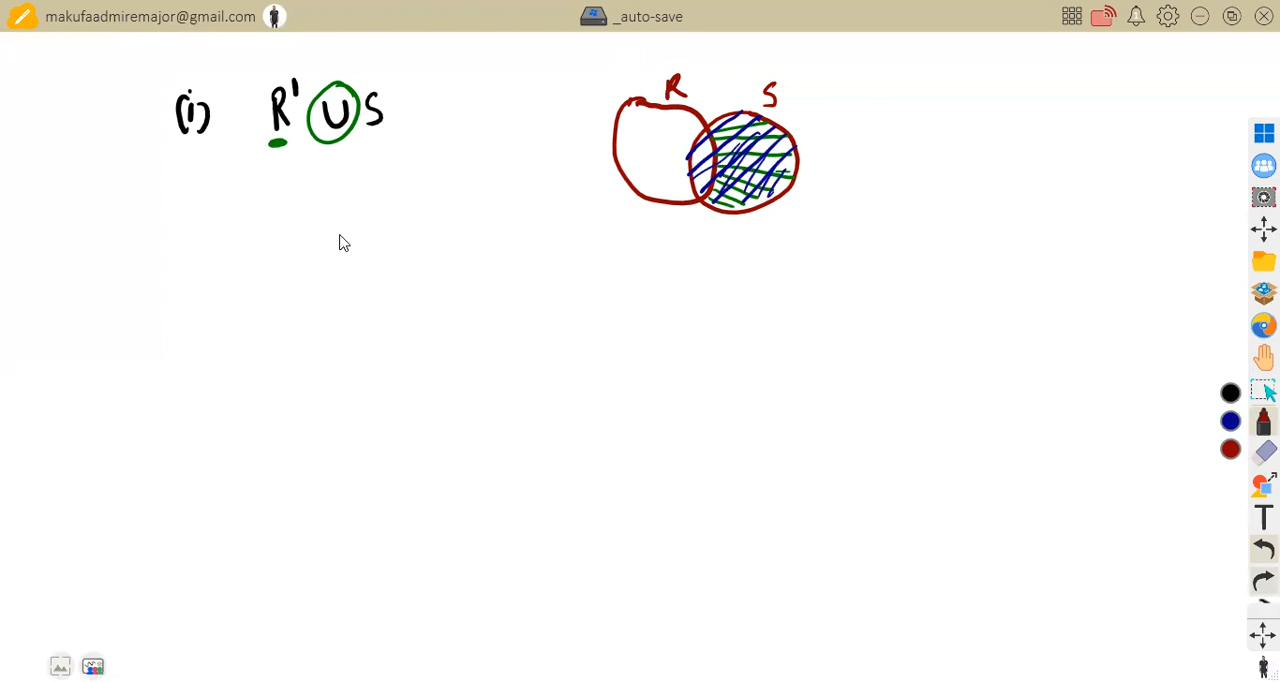 makufaadmiremajor@gmail.com
_auto-save
(i) R' ∪ S
R
S
T